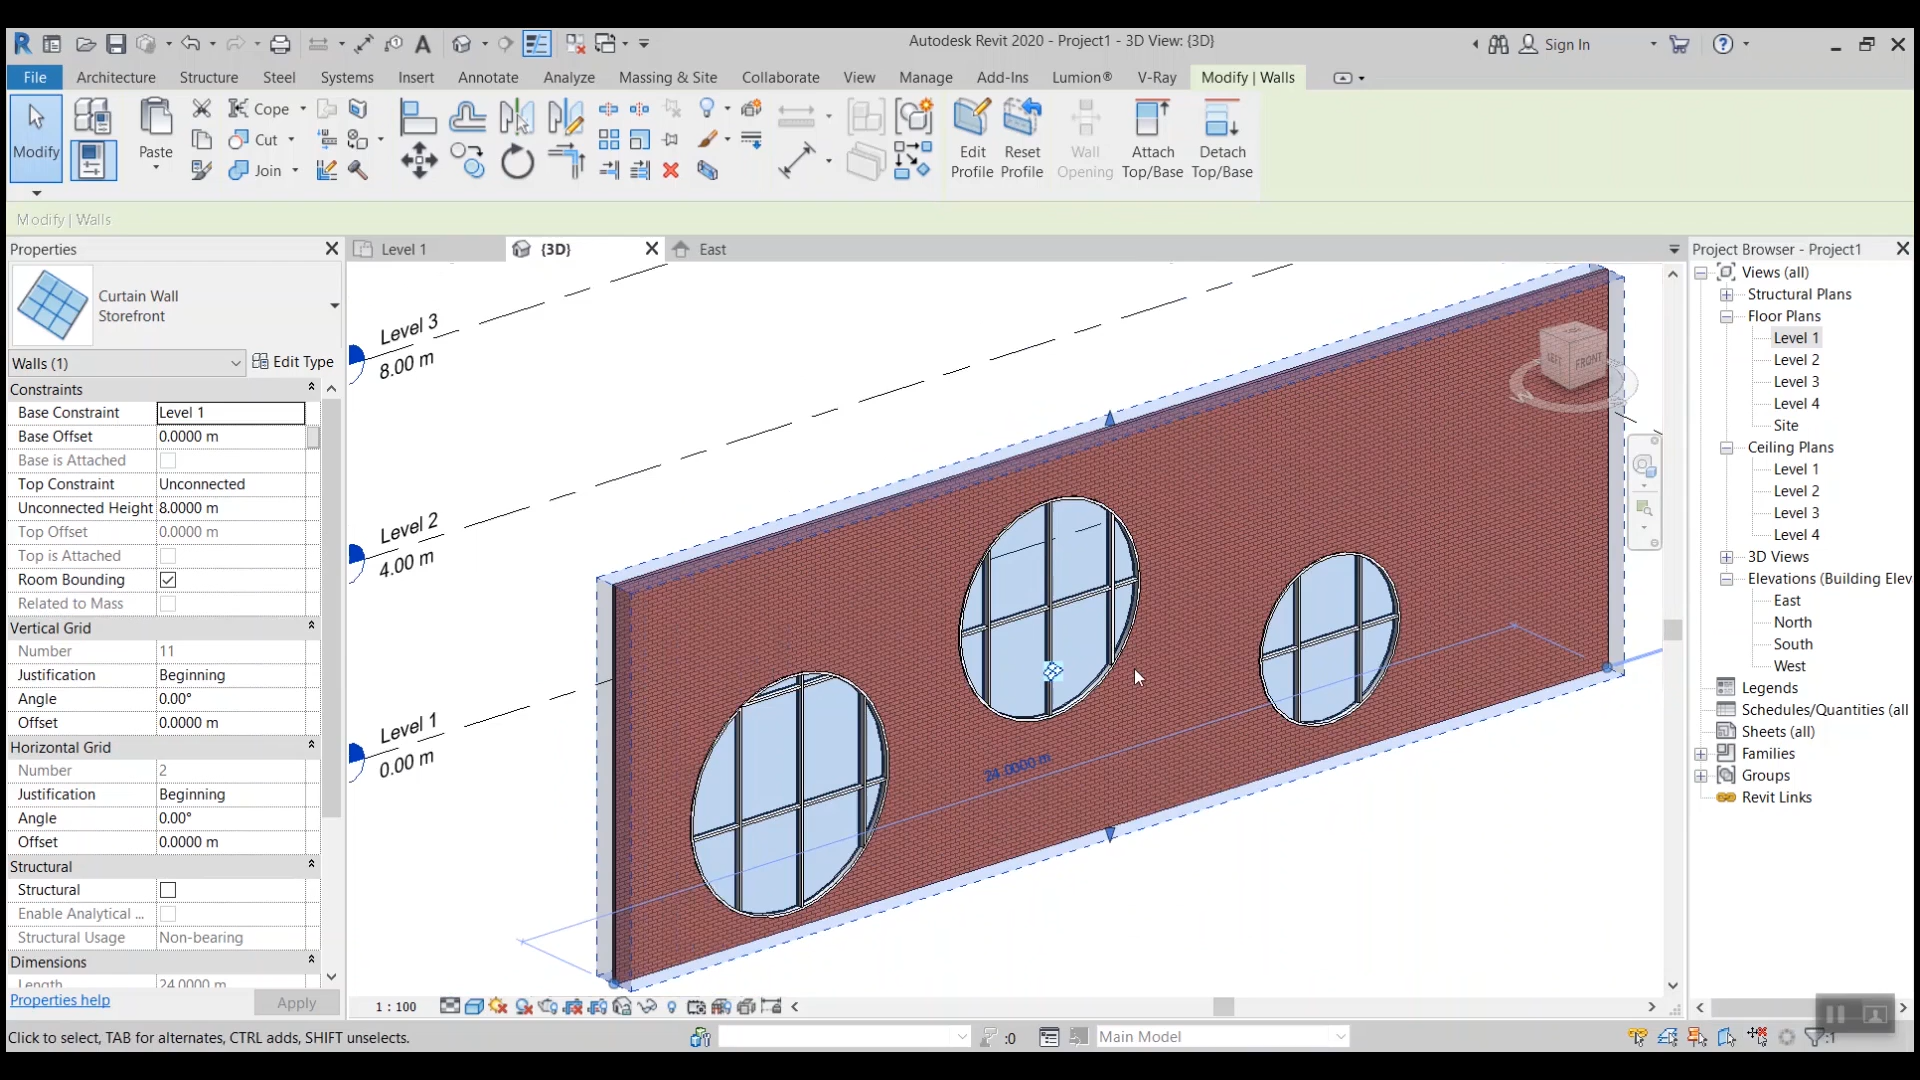 Autodesk Revit 2020 - Project1 - 3D View: {3D}
Sign In
File Architecture Structure Steel Systems Insert Annotate Analyze Massing & Site Collaborate View Manage Add-Ins Lumion® V-Ray Modify | Walls
Modify
Paste
Cope
Cut
Join
Edit
Profile
Reset
Profile
Wall
Opening
Attach
Top/Base
Detach
Top/Base
Modify | Walls
Properties
Curtain Wall
Storefront
Walls (1)
Edit Type
Constraints
Base Constraint Level 1
Base Offset 0.0000 m
Base is Attached
Top Constraint Unconnected
Unconnected Height 8.0000 m
Top Offset 0.0000 m
Top is Attached
Room Bounding
Related to Mass
Vertical Grid
Number 11
Justification Beginning
Angle 0.00°
Offset 0.0000 m
Horizontal Grid
Number 2
Justification Beginning
Angle 0.00°
Offset 0.0000 m
Structural
Structural
Enable Analytical ...
Structural Usage Non-bearing
Dimensions
Length 24.0000 m
Properties help
Apply
Level 1 {3D} East
Level 3
8.00 m
Level 2
4.00 m
Level 1
0.00 m
24.0000 m
LEFT FRONT
1 : 100
Project Browser - Project1
Views (all)
Structural Plans
Floor Plans
Level 1
Level 2
Level 3
Level 4
Site
Ceiling Plans
Level 1
Level 2
Level 3
Level 4
3D Views
Elevations (Building Elev
East
North
South
West
Legends
Schedules/Quantities (all
Sheets (all)
Families
Groups
Revit Links
Click to select, TAB for alternates, CTRL adds, SHIFT unselects.
:0
Main Model
:1